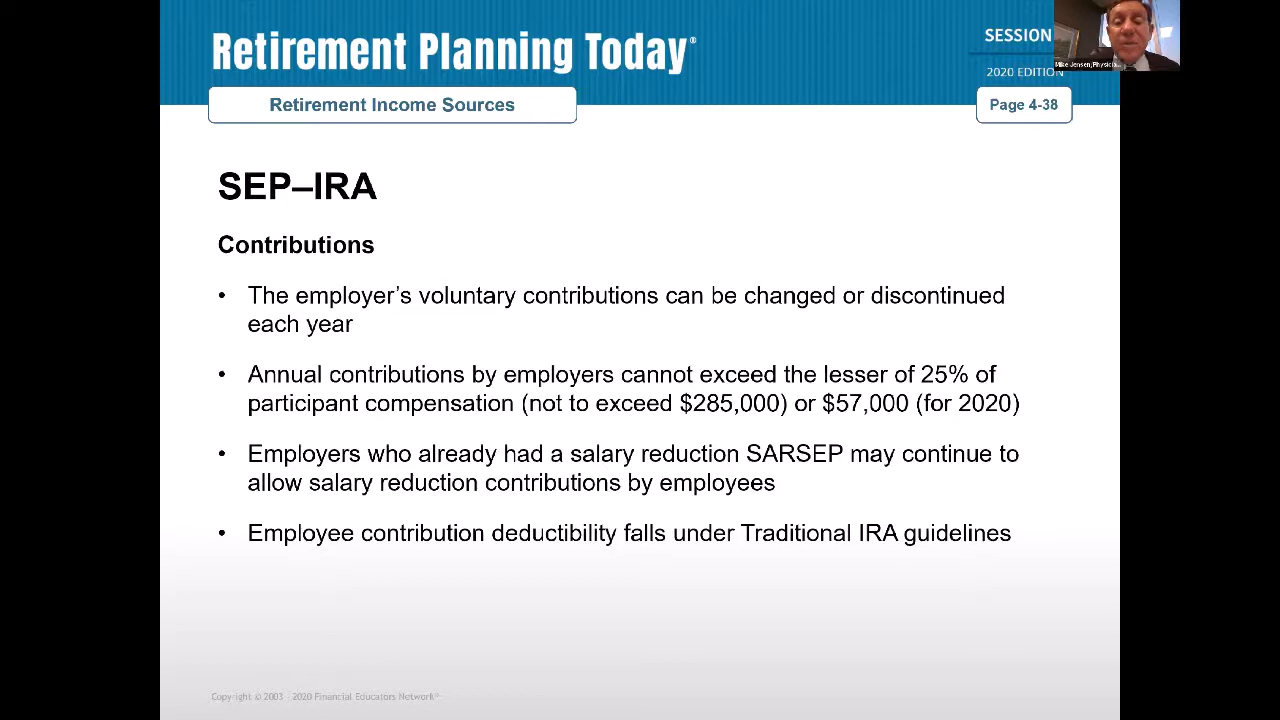 Retirement Planning Today®
SESSION
2020 EDITION
Mike Jensen, Physicia...
Retirement Income Sources
Page 4-38
SEP–IRA
Contributions
• The employer’s voluntary contributions can be changed or discontinued
each year
• Annual contributions by employers cannot exceed the lesser of 25% of
participant compensation (not to exceed $285,000) or $57,000 (for 2020)
• Employers who already had a salary reduction SARSEP may continue to
allow salary reduction contributions by employees
• Employee contribution deductibility falls under Traditional IRA guidelines
Copyright © 2003 - 2020 Financial Educators Network℠